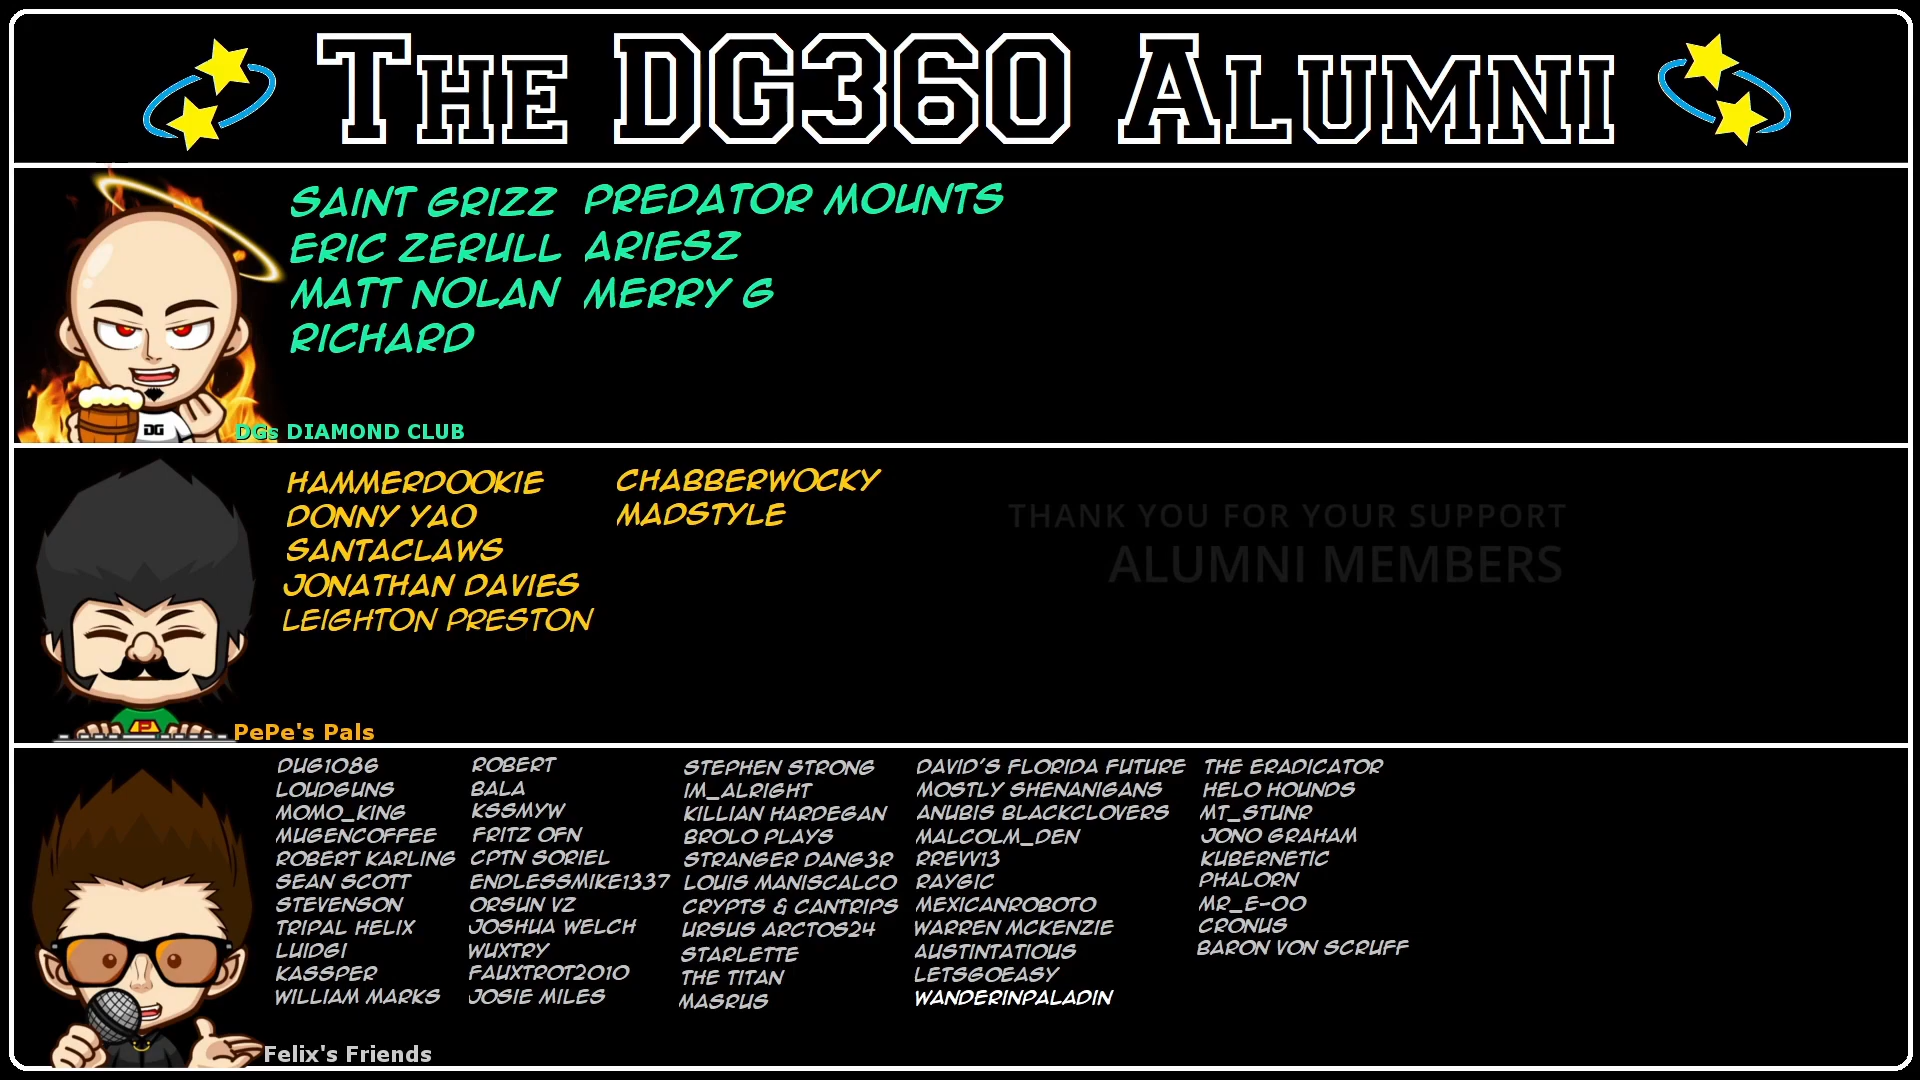 THE DG360 ALUMNI
SAINT GRIZZ
ERIC ZERULL
MATT NOLAN
RICHARD
PREDATOR MOUNTS
ARIESZ
MERRY G
DG
DGs DIAMOND CLUB
HAMMERDOOKIE
DONNY YAO
SANTACLAWS
JONATHAN DAVIES
LEIGHTON PRESTON
CHABBERWOCKY
MADSTYLE
THANK YOU FOR YOUR SUPPORT
ALUMNI MEMBERS
PePe's Pals
DUG1086
LOUDGUNS
MOMO_KING
MUGENCOFFEE
ROBERT KARLING
SEAN SCOTT
STEVENSON
TRIPAL HELIX
LUIDGI
KASSPER
WILLIAM MARKS
ROBERT
BALA
KSSMYW
FRITZ OFN
CPTN SORIEL
ENDLESSMIKE1337
ORSUN VZ
JOSHUA WELCH
WUXTRY
FAUXTROT2010
JOSIE MILES
STEPHEN STRONG
IM_ALRIGHT
KILLIAN HARDEGAN
BROLO PLAYS
STRANGER DANG3R
LOUIS MANISCALCO
CRYPTS & CANTRIPS
URSUS ARCTOS24
STARLETTE
THE TITAN
MASRUS
DAVID'S FLORIDA FUTURE
MOSTLY SHENANIGANS
ANUBIS BLACKCLOVERS
MALCOLM_DEN
RREVV13
RAYGIC
MEXICANROBOTO
WARREN MCKENZIE
AUSTINTATIOUS
LETSGOEASY
WANDERINPALADIN
THE ERADICATOR
HELO HOUNDS
MT_STUNR
JONO GRAHAM
KUBERNETIC
PHALORN
MR_E-OO
CRONUS
BARON VON SCRUFF
Felix's Friends